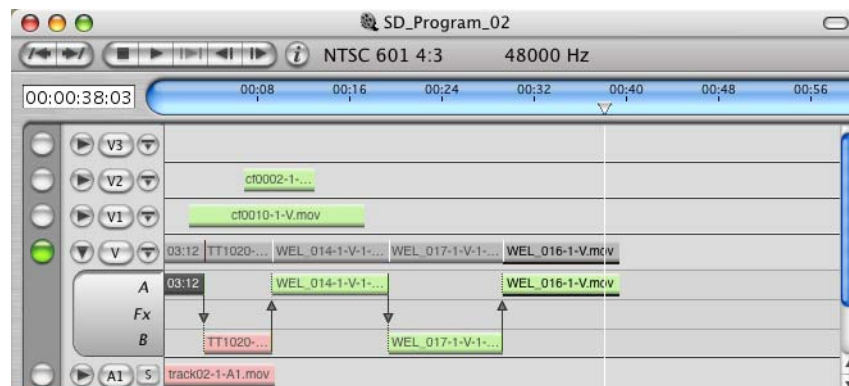 SD_Program_02
NTSC 601 4:3 48000 Hz
00:00:38:03 00:08 00:16 00:24 00:32 00:40 00:48 00:56
V3
V2 cf0002-1-...
V1 cf0010-1-V.mov
V 03:12 TT1020-... WEL_014-1-V-1-... WEL_017-1-V-1-... WEL_016-1-V.mov
A 03:12 WEL_014-1-V-1-... WEL_016-1-V.mov
Fx
B TT1020-... WEL_017-1-V-1-...
A1 S track02-1-A1.mov